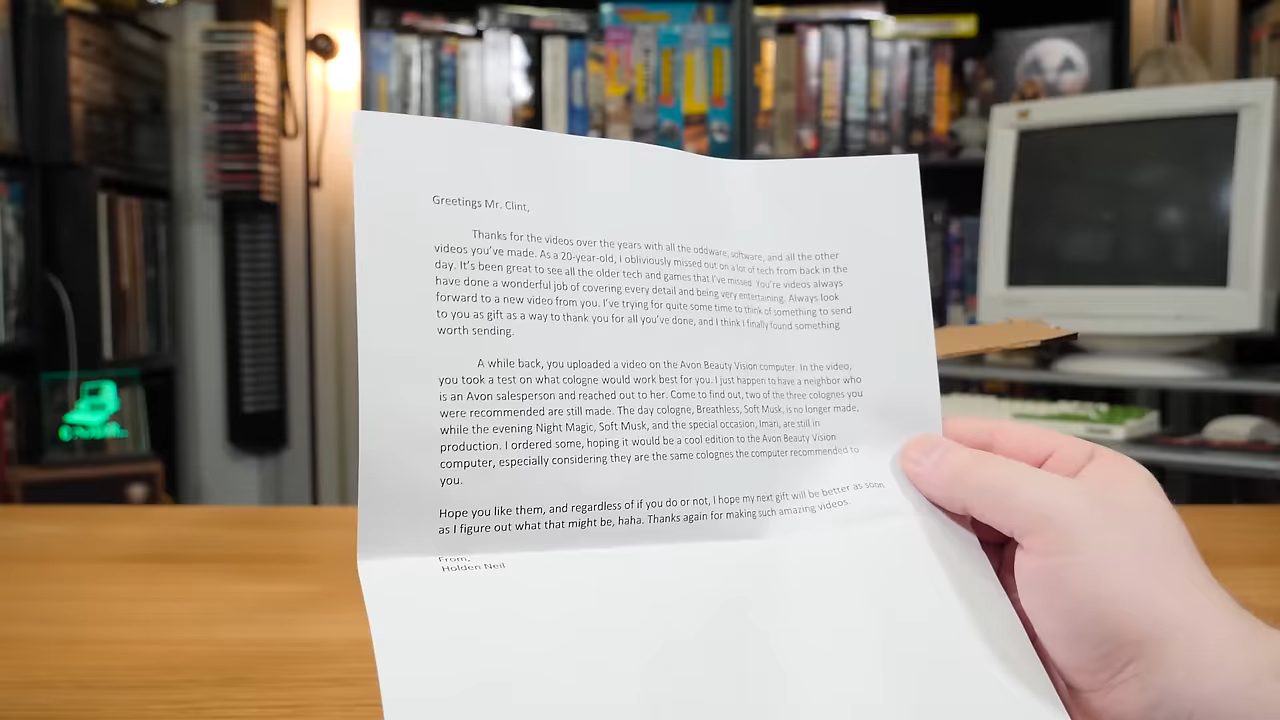 Greetings Mr. Clint,
Thanks for the videos over the years with all the oddware, software, and all the other
videos you've made. As a 20-year-old, I obliviously missed out on a lot of tech from back in the
day. It's been great to see all the older tech and games that I've missed. You're videos always
have done a wonderful job of covering every detail and being very entertaining. Always look
forward to a new video from you. I've trying for quite some time to think of something to send
to you as gift as a way to thank you for all you've done, and I think I finally found something
worth sending.
A while back, you uploaded a video on the Avon Beauty Vision computer. In the video,
you took a test on what cologne would work best for you. I just happen to have a neighbor who
is an Avon salesperson and reached out to her. Come to find out, two of the three colognes you
were recommended are still made. The day cologne, Breathless, Soft Musk, is no longer made,
while the evening Night Magic, Soft Musk, and the special occasion, Imari, are still in
production. I ordered some, hoping it would be a cool edition to the Avon Beauty Vision
computer, especially considering they are the same colognes the computer recommended to
you.
Hope you like them, and regardless of if you do or not, I hope my next gift will be better as soon
as I figure out what that might be, haha. Thanks again for making such amazing videos.
From,
Holden Neil